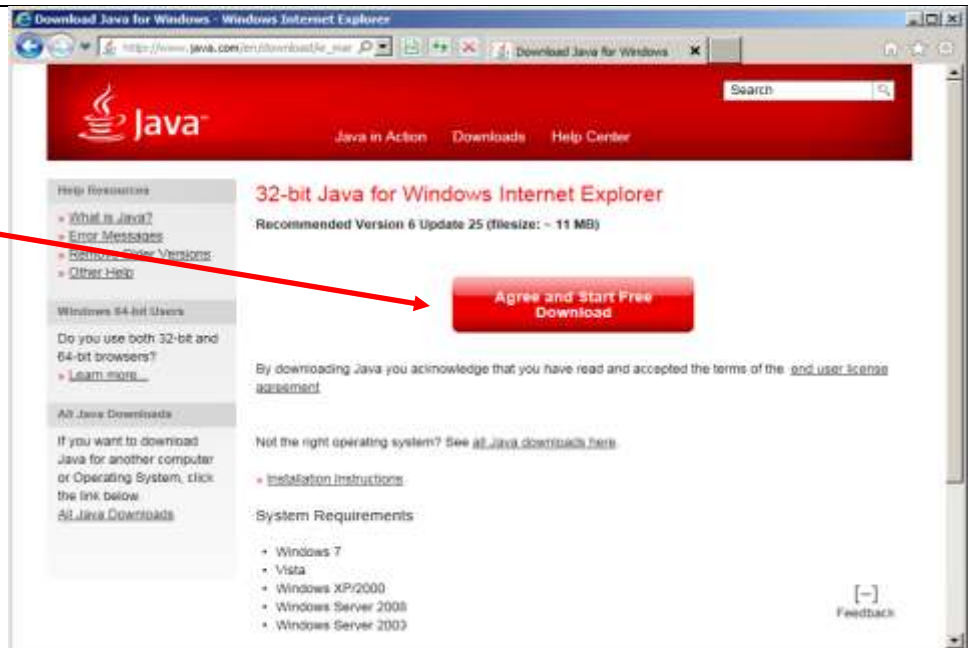 Download Java for Windows - Windows Internet Explorer
http://www.java.com/en/download/ie_mar
Download Java for Windows
Search
Java
Java in Action Downloads Help Center
Help Resources
» What is Java?
» Error Messages
» Remove Older Versions
» Other Help
Windows 64-bit Users
Do you use both 32-bit and
64-bit browsers?
» Learn more...
All Java Downloads
If you want to download
Java for another computer
or Operating System, click
the link below
All Java Downloads
32-bit Java for Windows Internet Explorer
Recommended Version 6 Update 25 (filesize: ~ 11 MB)
Agree and Start Free
Download
By downloading Java you acknowledge that you have read and accepted the terms of the end user license
agreement
Not the right operating system? See all Java downloads here.
» Installation Instructions
System Requirements
• Windows 7
• Vista
• Windows XP/2000
• Windows Server 2008
• Windows Server 2003
[–]
Feedback